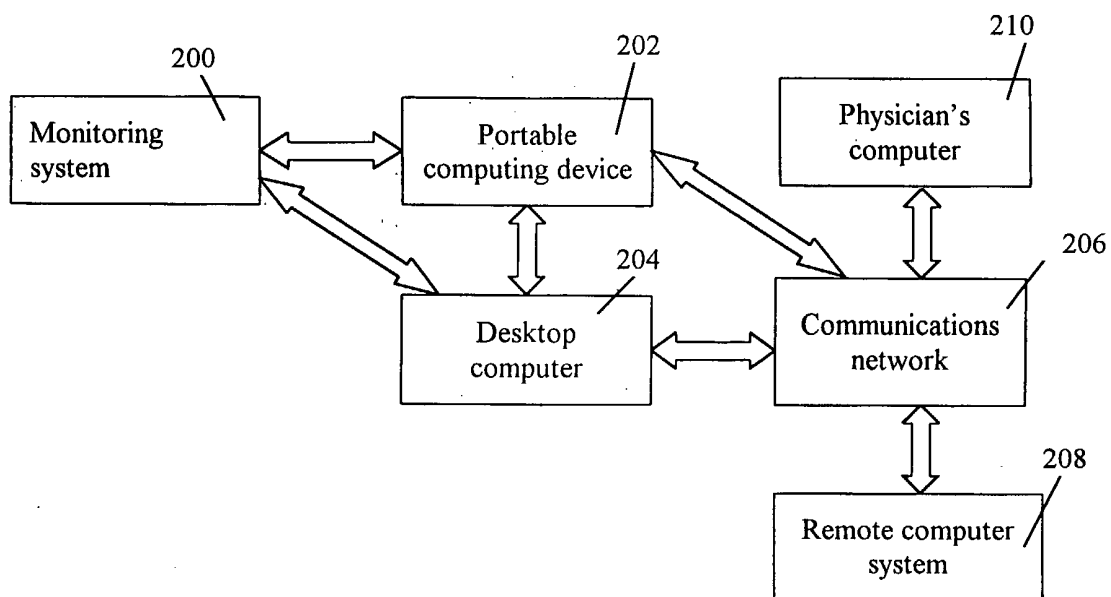 210
202
200
Monitoring
system
Portable
computing device
Physician's
computer
204
206
Desktop
computer
Communications
network
208
Remote computer
system